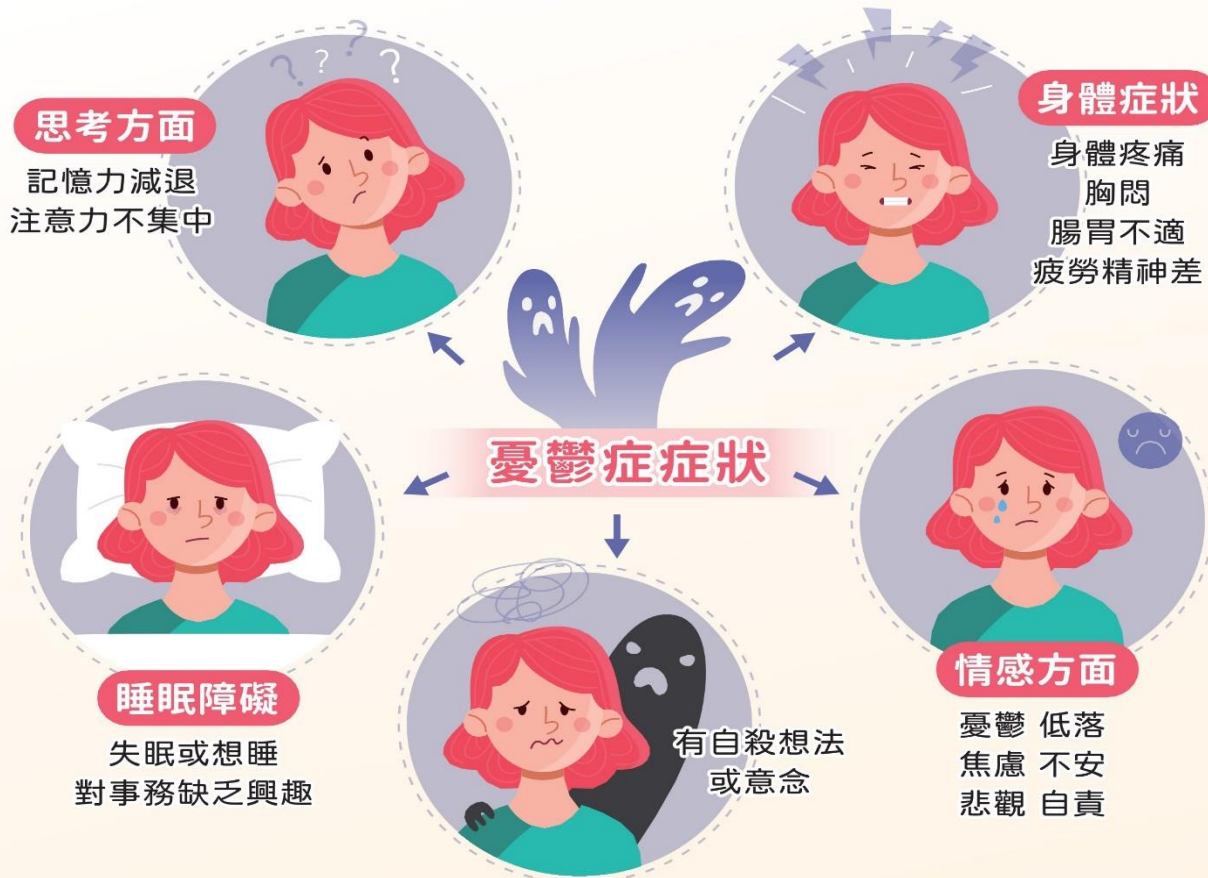 思考方面
記憶力減退
注意力不集中
身體症狀
身體疼痛
胸悶
腸胃不適
疲勞精神差
憂鬱症症狀
睡眠障礙
失眠或想睡
對事務缺乏興趣
有自殺想法
或意念
情感方面
憂鬱 低落
焦慮 不安
悲觀 自責